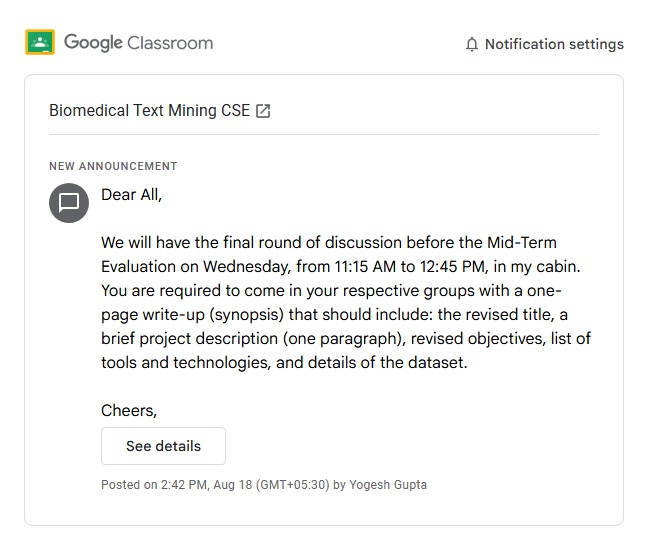 Google Classroom
Notification settings
Biomedical Text Mining CSE
NEW ANNOUNCEMENT
Dear All,
We will have the final round of discussion before the Mid-Term
Evaluation on Wednesday, from 11:15 AM to 12:45 PM, in my cabin.
You are required to come in your respective groups with a one-
page write-up (synopsis) that should include: the revised title, a
brief project description (one paragraph), revised objectives, list of
tools and technologies, and details of the dataset.
Cheers,
See details
Posted on 2:42 PM, Aug 18 (GMT+05:30) by Yogesh Gupta